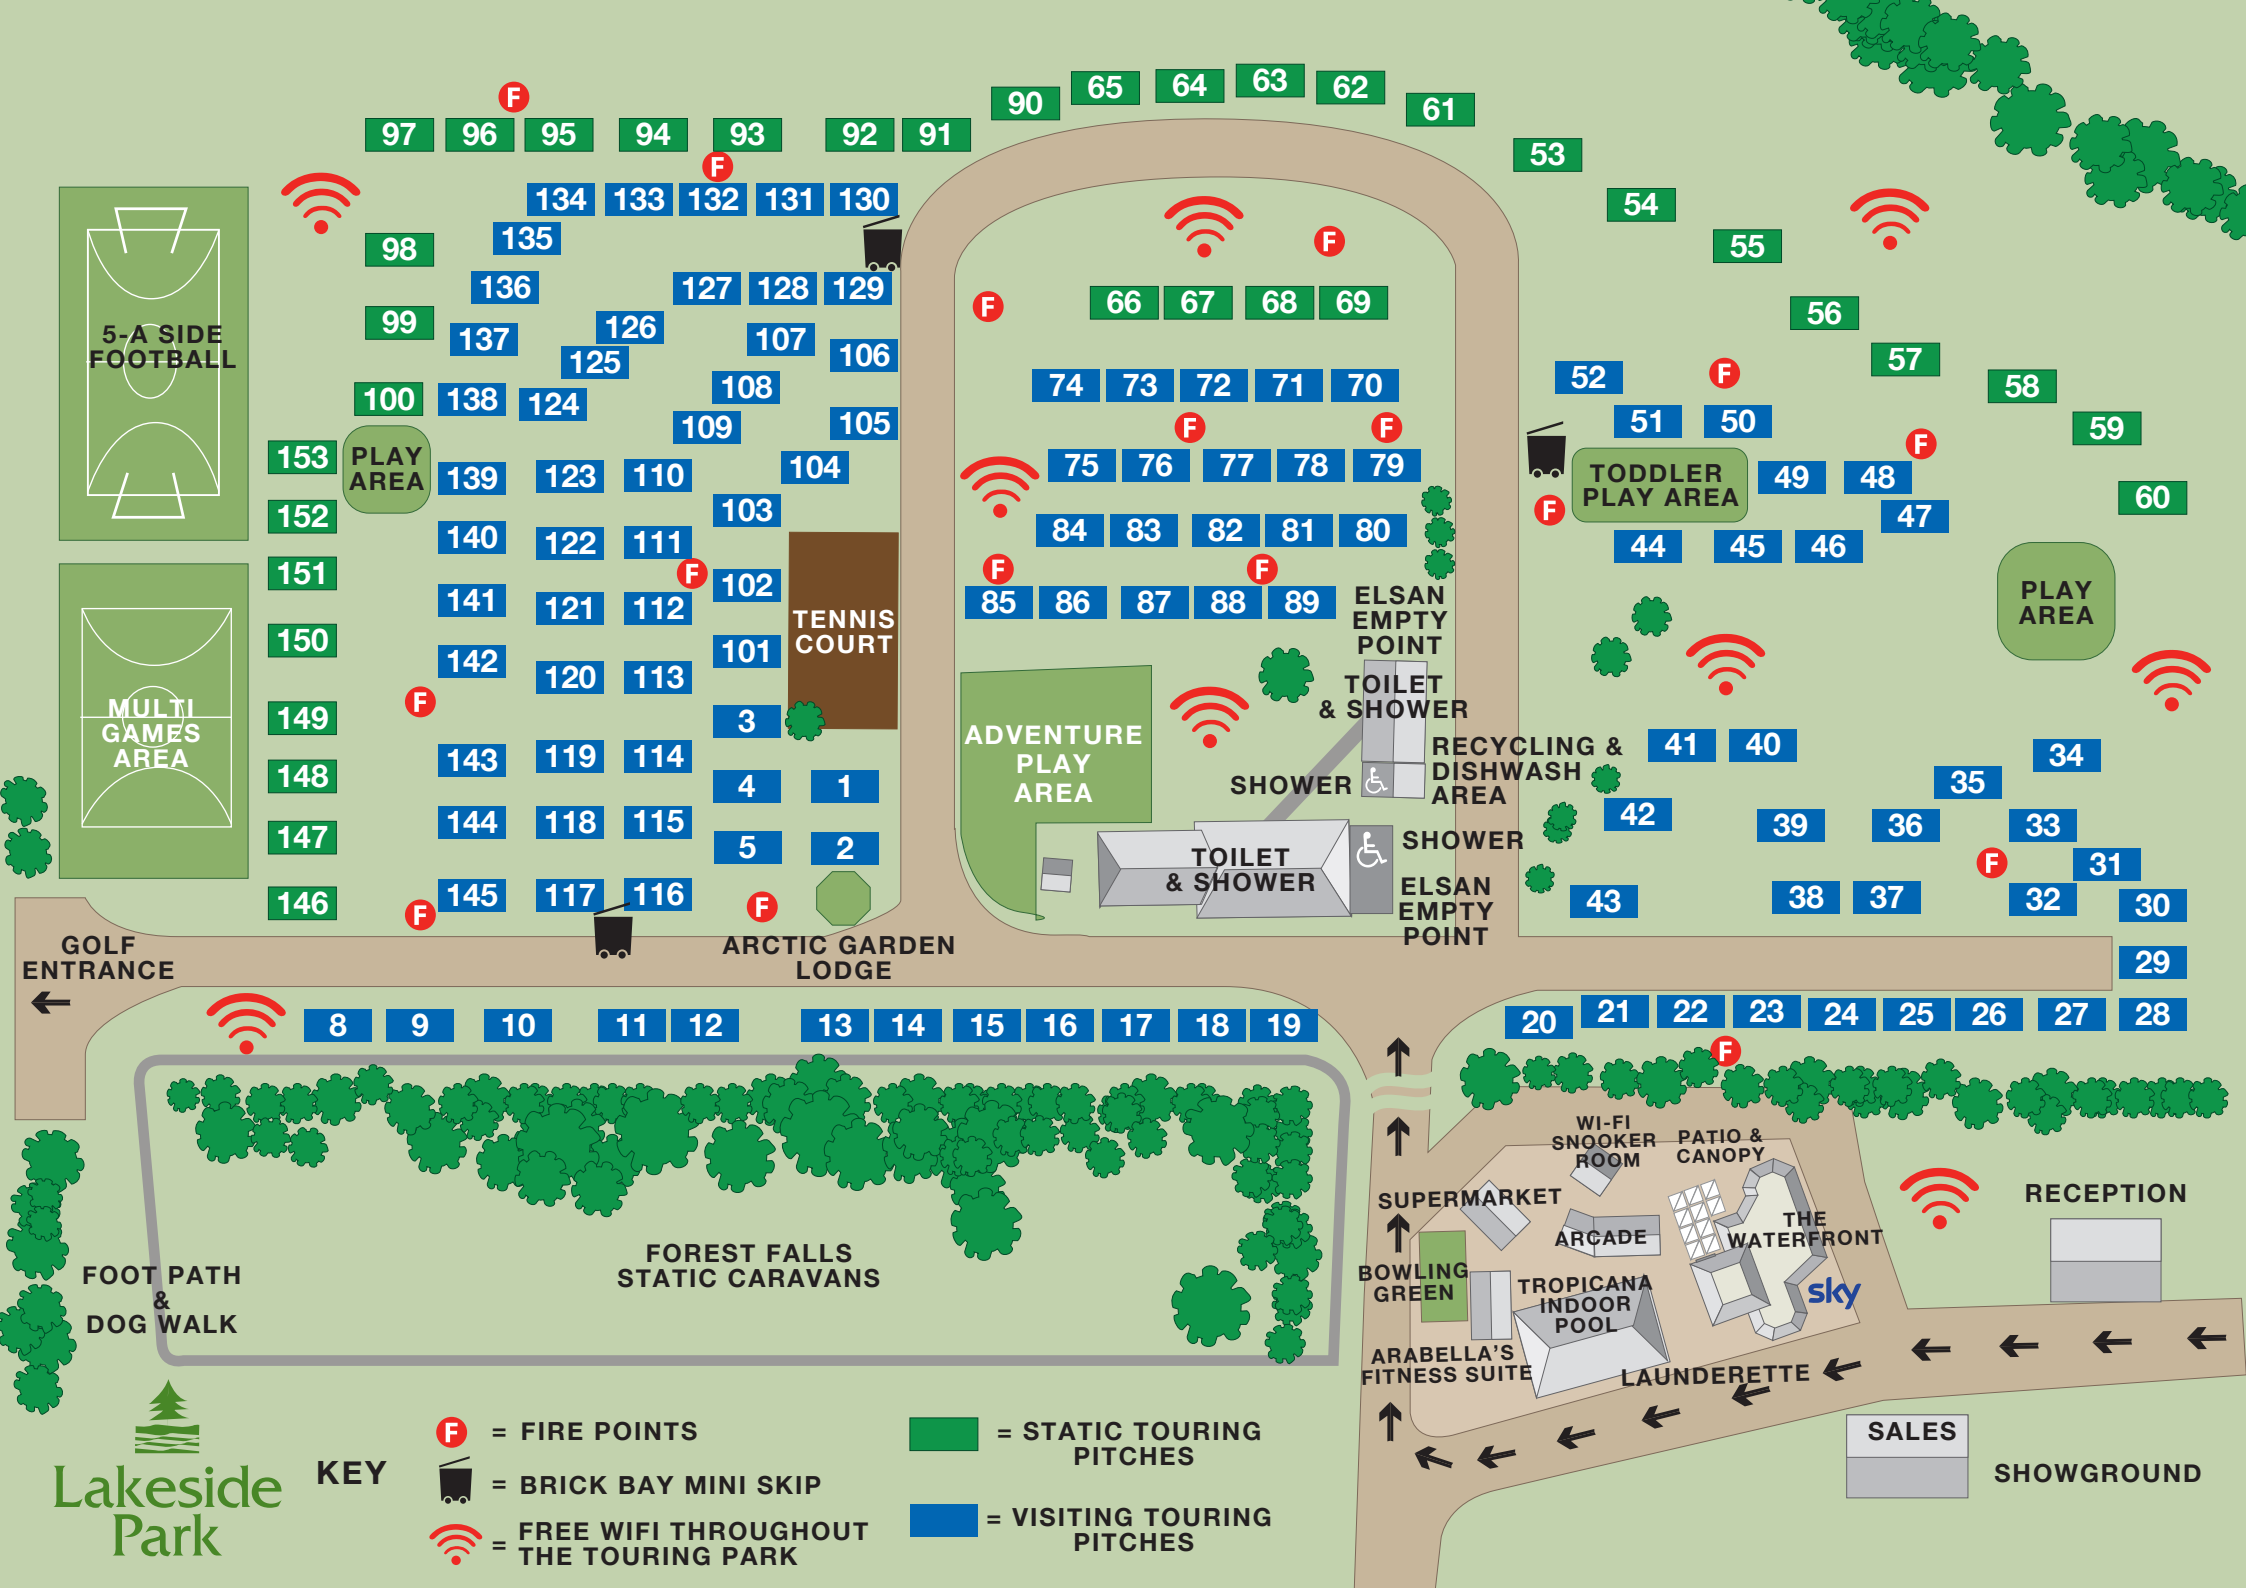 90 65 64 63 62 61
F
97 96 95 94 93 92 91
53
F
134 133 132 131 130
54
135
98
F
55
136 127 128 129
F
66 67 68 69
56
99
137 126 107
125 106
5-A SIDE
FOOTBALL
57
52 F
74 73 72 71 70
58
100 138 124 108
109 105
F F
51 50
59
F
153
PLAY
AREA
139 123 110 104
75 76 77 78 79
TODDLER
PLAY AREA
49 48
60
152 103
F
47
140 122 111
84 83 82 81 80
44 45 46
151
F
102
F F
141 121 112
85 86 87 88 89
ELSAN
EMPTY
POINT
PLAY
AREA
TENNIS
COURT
150
142 120 113 101
TOILET
& SHOWER
149
F
3
MULTI
GAMES
AREA
ADVENTURE
PLAY
AREA
RECYCLING &
DISHWASH
AREA
SHOWER
41 40
34
143 119 114
148
4 1
35
42
144 118 115
39 36 33
147
5 2
SHOWER
TOILET
& SHOWER
F
31
146
145 117 116
F
F
ELSAN
EMPTY
POINT
43
38 37
32 30
GOLF
ENTRANCE
ARCTIC GARDEN
LODGE
29
8 9 10 11 12 13 14 15 16 17 18 19
20 21 22 23 24 25 26 27 28
F
WI-FI
SNOOKER
ROOM
PATIO &
CANOPY
SUPERMARKET
RECEPTION
ARCADE
THE
WATERFRONT
FOREST FALLS
STATIC CARAVANS
FOOT PATH
&
DOG WALK
BOWLING
GREEN
TROPICANA
INDOOR
POOL
sky
ARABELLA'S
FITNESS SUITE
LAUNDERETTE
SALES
SHOWGROUND
Lakeside
Park
KEY
F = FIRE POINTS
= BRICK BAY MINI SKIP
= FREE WIFI THROUGHOUT
THE TOURING PARK
= STATIC TOURING
PITCHES
= VISITING TOURING
PITCHES